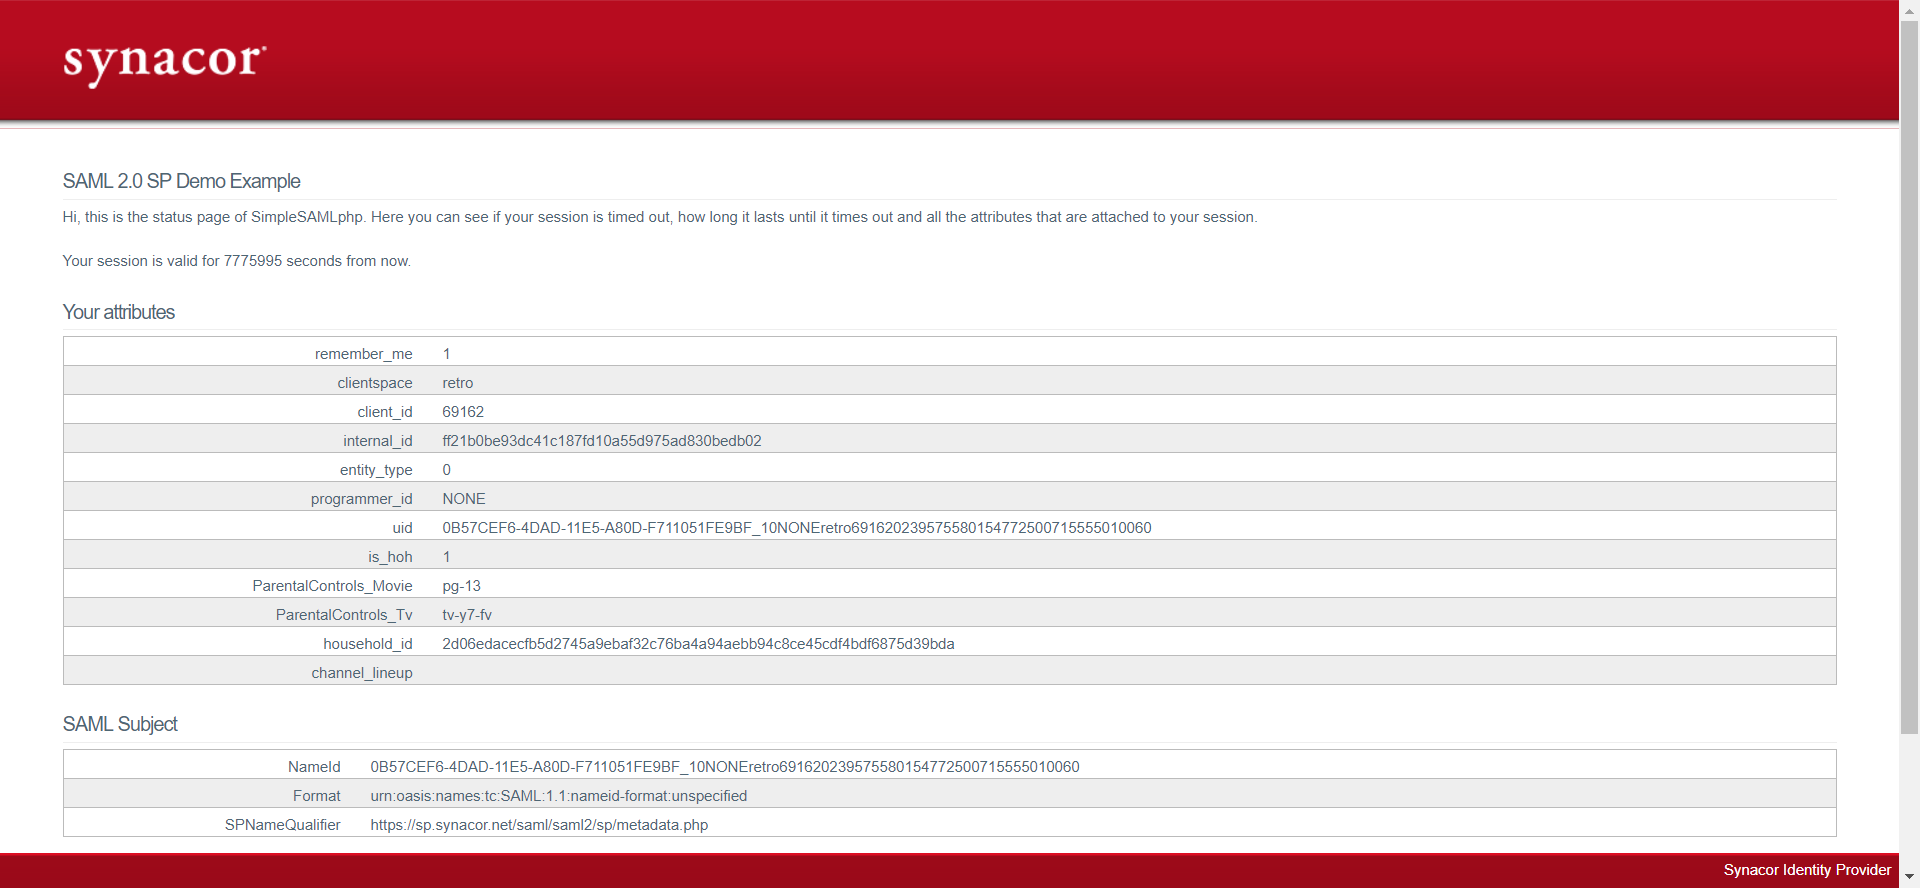 synacor
SAML 2.0 SP Demo Example
Hi, this is the status page of SimpleSAMLphp. Here you can see if your session is timed out, how long it lasts until it times out and all the attributes that are attached to your session.
Your session is valid for 7775995 seconds from now.
Your attributes
remember_me 1
clientspace retro
client_id 69162
internal_id ff21b0be93dc41c187fd10a55d975ad830bedb02
entity_type 0
programmer_id NONE
uid 0B57CEF6-4DAD-11E5-A80D-F711051FE9BF_10NONEretro6916202395755801547725007155550​10060
is_hoh 1
ParentalControls_Movie pg-13
ParentalControls_Tv tv-y7-fv
household_id 2d06edacecfb5d2745a9ebaf32c76ba4a94aebb94c8ce45cdf4bdf6875d39bda
channel_lineup
SAML Subject
NameId 0B57CEF6-4DAD-11E5-A80D-F711051FE9BF_10NONEretro691620239575580154772500715555010060
Format urn:oasis:names:tc:SAML:1.1:nameid-format:unspecified
SPNameQualifier https://sp.synacor.net/saml/saml2/sp/metadata.php
Synacor Identity Provider